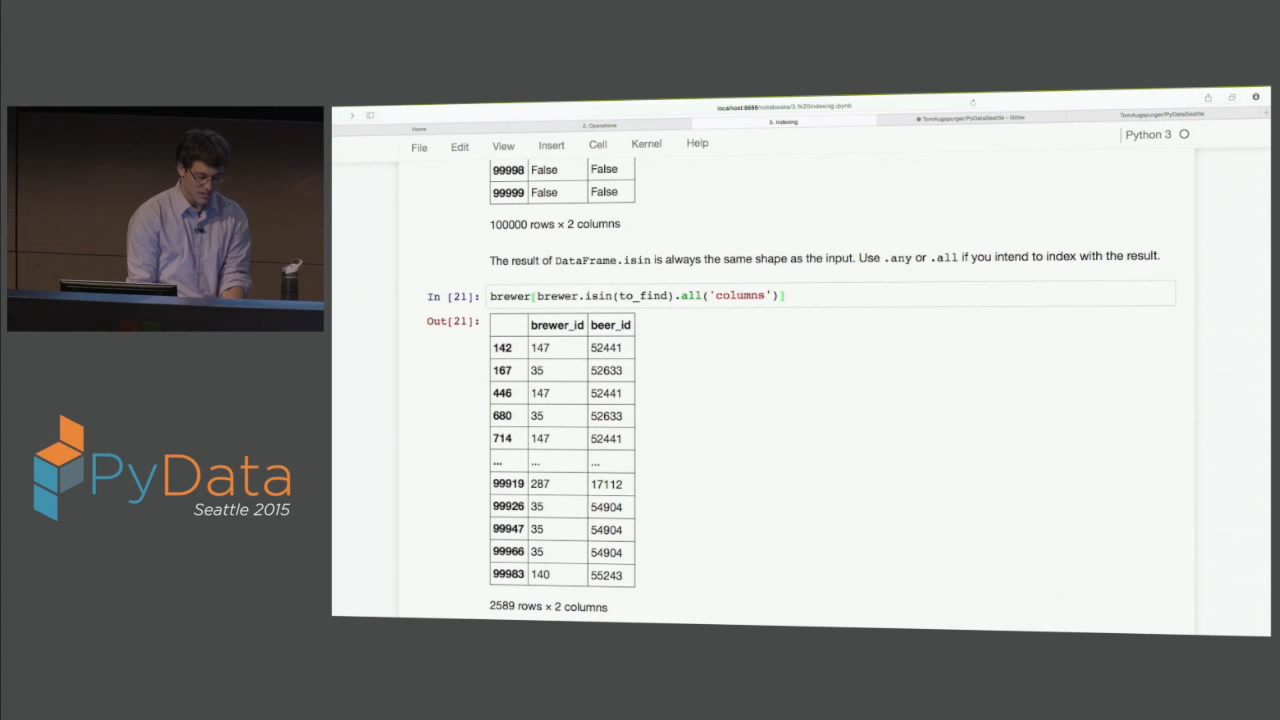 localhost:8888/notebooks/3.%20Indexing.ipynb
Home
2. Operations
3. Indexing
TomAugspurger/PyDataSeattle - Gitter
TomAugspurger/PyDataSeattle
File Edit View Insert Cell Kernel Help
Python 3
99998 False False
99999 False False
100000 rows × 2 columns
The result of DataFrame.isin is always the same shape as the input. Use .any or .all if you intend to index with the result.
In [21]: brewer[brewer.isin(to_find).all('columns')]
Out[21]:
brewer_id beer_id
142 147 52441
167 35 52633
446 147 52441
680 35 52633
714 147 52441
... ... ...
99919 287 17112
99926 35 54904
99947 35 54904
99966 35 54904
99983 140 55243
2589 rows × 2 columns
PyData
Seattle 2015